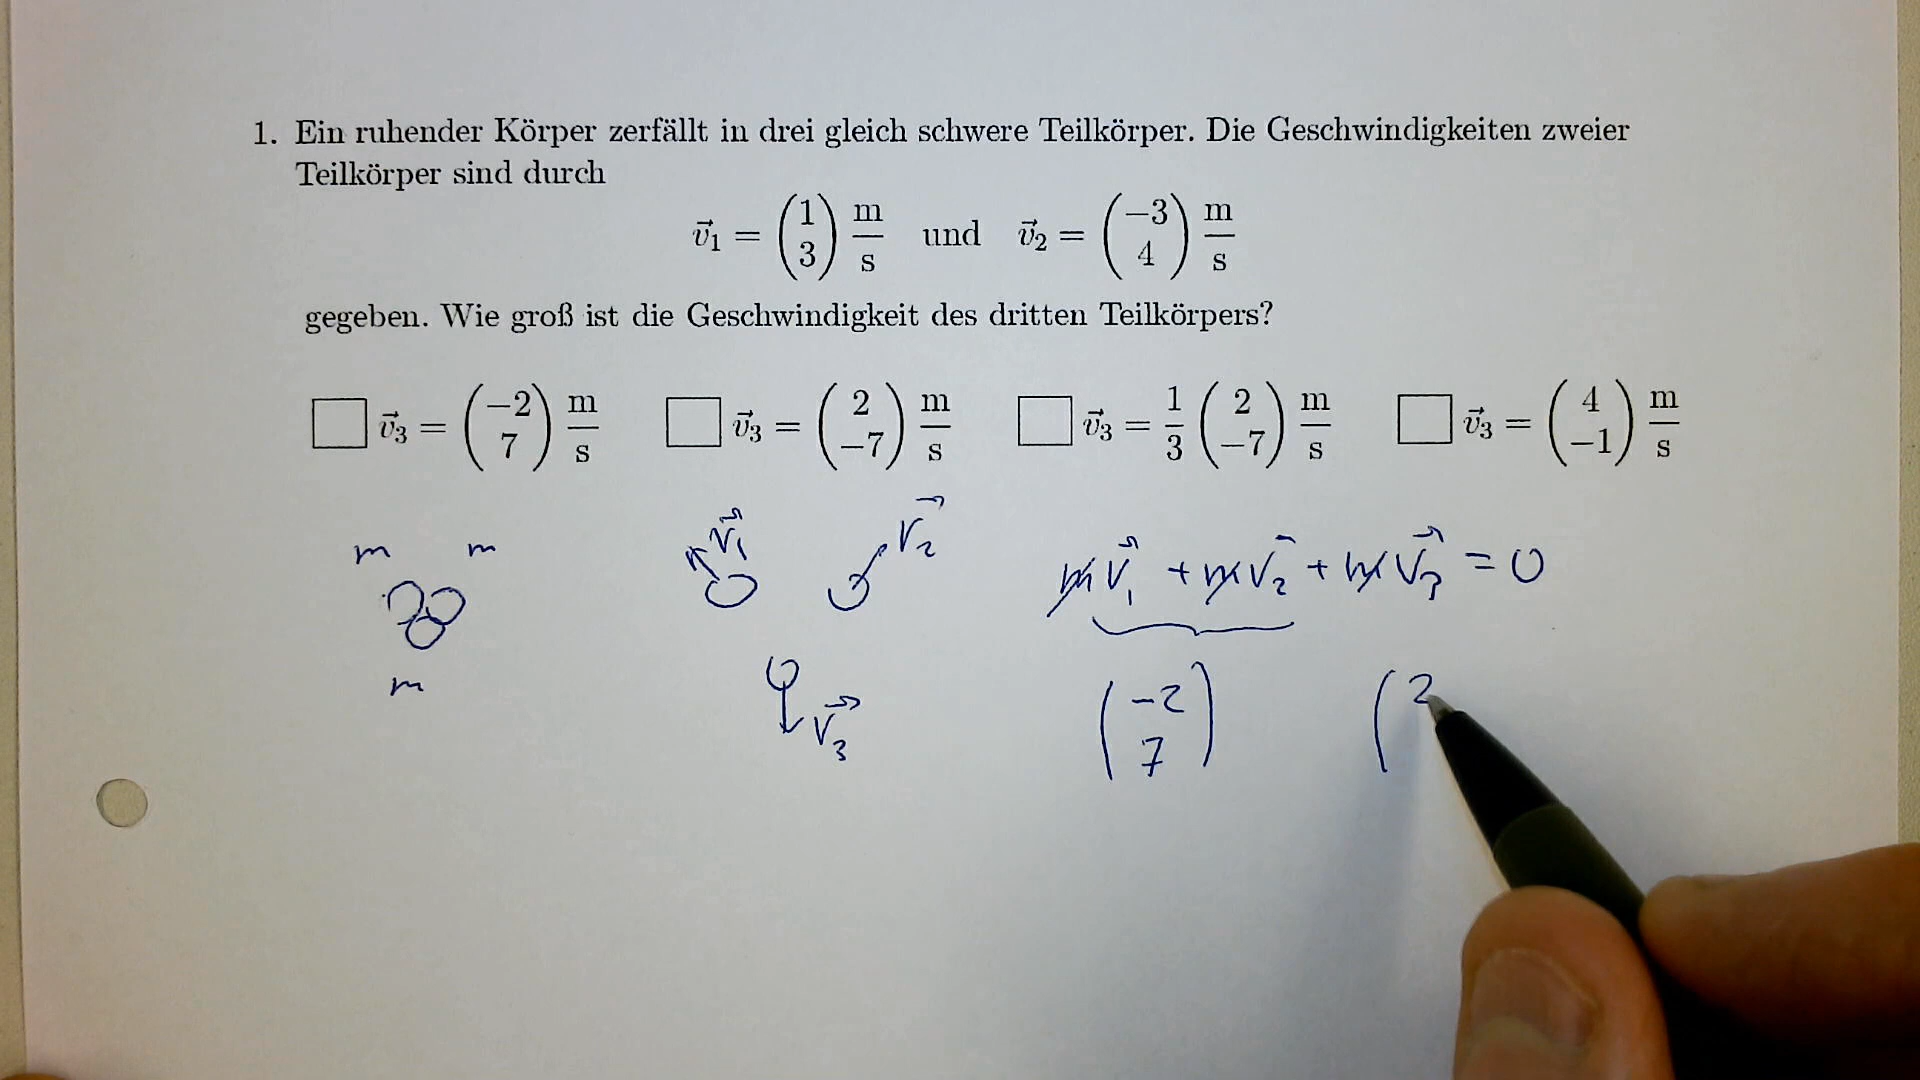 1. Ein ruhender Körper zerfällt in drei gleich schwere Teilkörper. Die Geschwindigkeiten zweier
Teilkörper sind durch
v⃗₁ = (1 3) m/s und v⃗₂ = (−3 4) m/s
gegeben. Wie groß ist die Geschwindigkeit des dritten Teilkörpers?
□ v⃗₃ = (−2 7) m/s □ v⃗₃ = (2 −7) m/s □ v⃗₃ = 1/3 (2 −7) m/s □ v⃗₃ = (4 −1) m/s
m m
m
v⃗₁ v⃗₂
v⃗₃
mv⃗₁ + mv⃗₂ + mv⃗₃ = 0
(−2 7) (2